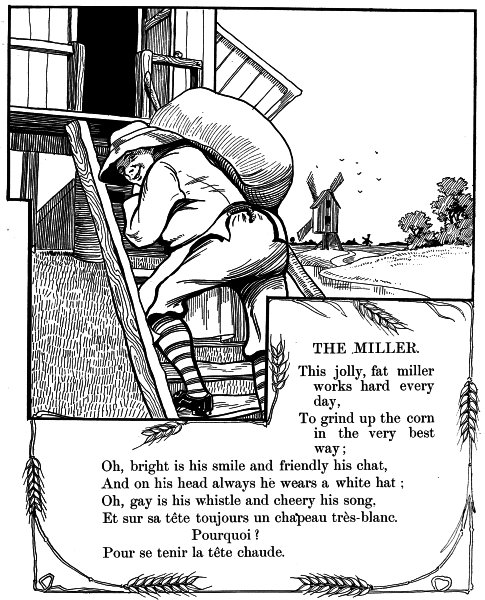 THE MILLER.
This jolly, fat miller
works hard every
day,
To grind up the corn
in the very best
way;
Oh, bright is his smile and friendly his chat,
And on his head always he wears a white hat;
Oh, gay is his whistle and cheery his song,
Et sur sa tête toujours un chapeau très-blanc.
Pourquoi?
Pour se tenir la tête chaude.